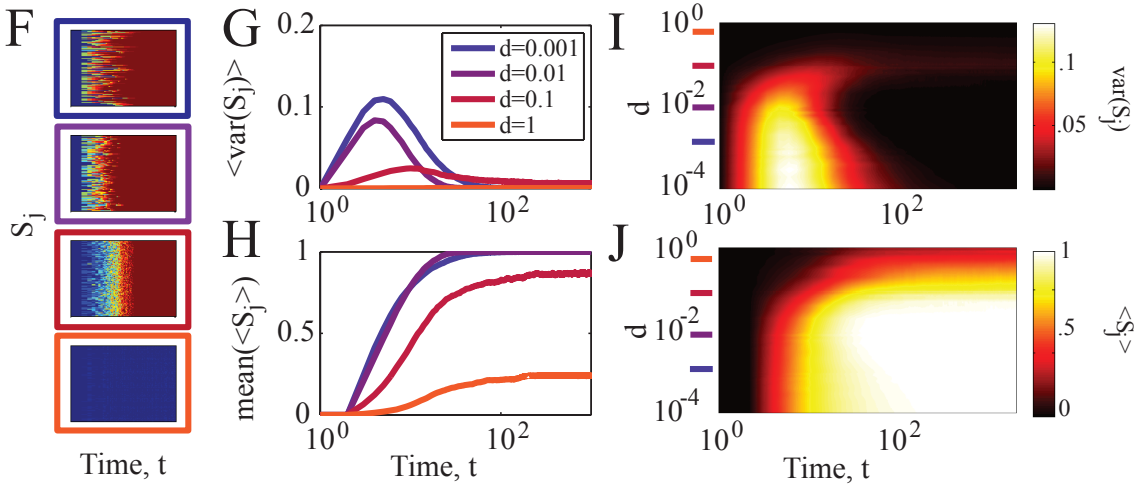 F
S_j
Time, t
G
<var(S_j)>
0.2
0.1
0
10^0
10^2
d=0.001
d=0.01
d=0.1
d=1
H
mean(<S_j>)
1
0.5
0
10^0
10^2
Time, t
I
d
10^0
10^-2
10^-4
10^0
10^2
.1
.05
var(S_j)
J
d
10^0
10^-2
10^-4
10^0
10^2
Time, t
1
.5
0
<S_j>